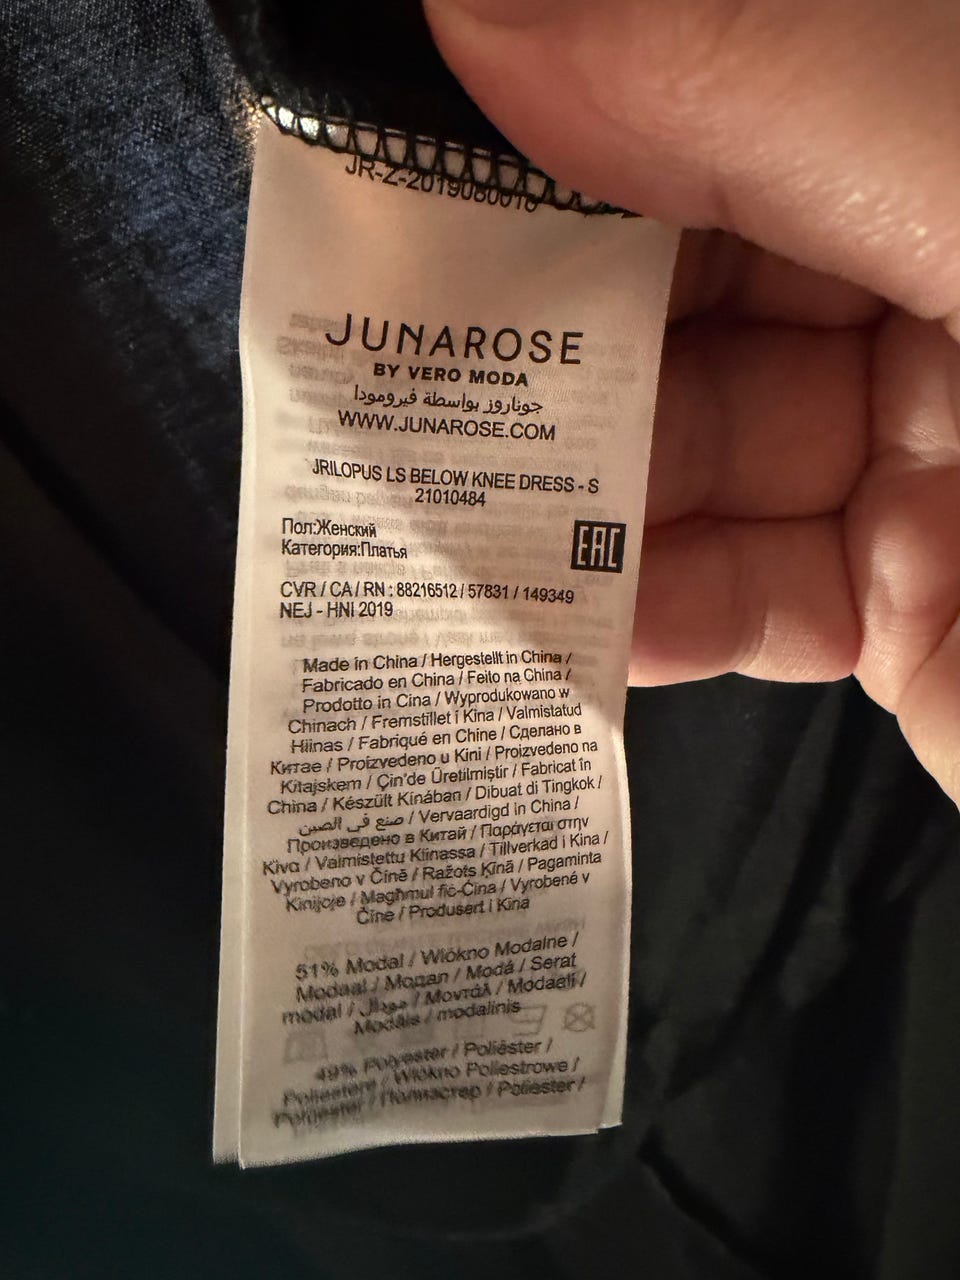 JR-Z-2019080010
JUNAROSE
BY VERO MODA
جوناروز بواسطة فيرومودا
WWW.JUNAROSE.COM
JRILOPUS LS BELOW KNEE DRESS - S
21010484
Пол:Женский
Категория:Платья
EAC
CVR / CA / RN : 88216512 / 57831 / 149349
NEJ - HNI 2019
Made in China / Hergestellt in China /
Fabricado en China / Feito na China /
Prodotto in Cina / Wyprodukowano w
Chinach / Fremstillet i Kina / Valmistatud
Hiinas / Fabriqué en Chine / Сделано в
Китае / Proizvedeno u Kini / Proizvedeno na
Kitajskem / Çin'de Üretilmiştir / Fabricat în
China / Készült Kínában / Dibuat di Tingkok /
صنع في الصين / Vervaardigd in China /
Произведено в Китай / Παράγεται στην
Κίνα / Valmistettu Kiinassa / Tillverkad i Kina /
Vyrobeno v Číně / Ražots Ķīnā / Pagaminta
Kinijoje / Magħmul fiċ-Ċina / Vyrobené v
Číne / Produsert i Kina
51% Modal / Włókno Modalne /
Modaal / Модал / Modă / Serat
modal / مودال / Μοντάλ / Modaali /
Modāls / modalinis
49% Polyester / Poliéster /
Poliestere / Włókno Poliestrowe /
Polüester / Полиэстер / Poliester /